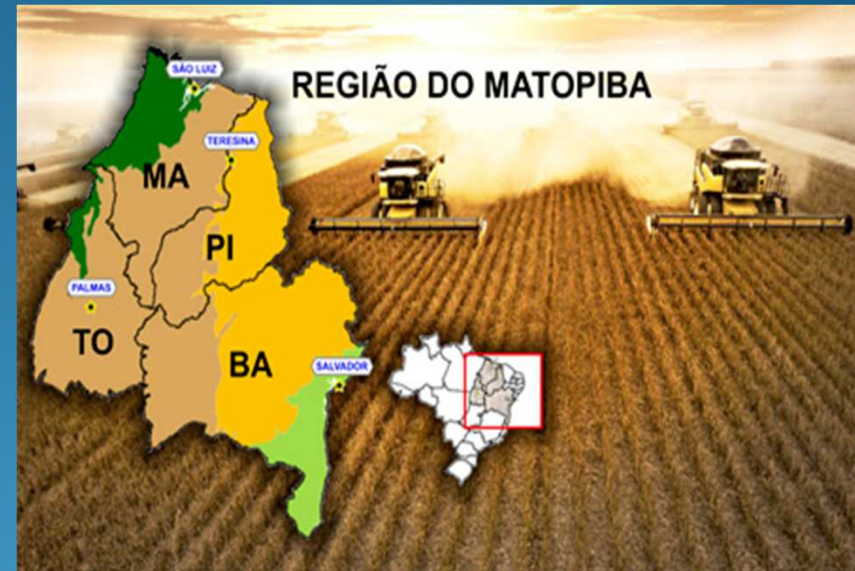 REGIÃO DO MATOPIBA
SÃO LUIZ
TERESINA
MA
PI
PALMAS
TO
BA
SALVADOR